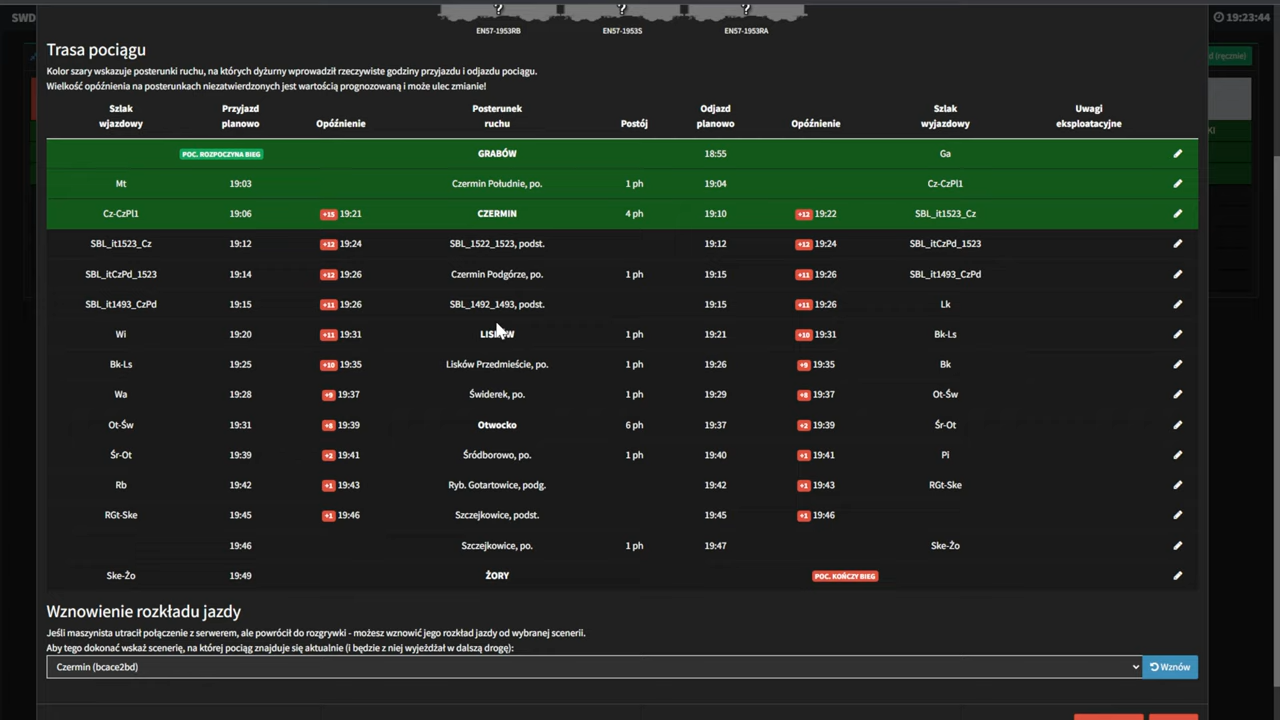 SWD
19:23:44
EN57-1953RB EN57-1953S EN57-1953RA
d (ręcznie)
Trasa pociągu
Kolor szary wskazuje posterunki ruchu, na których dyżurny wprowadził rzeczywiste godziny przyjazdu i odjazdu pociągu.
Wielkość opóźnienia na posterunkach niezatwierdzonych jest wartością prognozowaną i może ulec zmianie!
Szlak wjazdowy Przyjazd planowo Opóźnienie Posterunek ruchu Postój Odjazd planowo Opóźnienie Szlak wyjazdowy Uwagi eksploatacyjne
POC. ROZPOCZYNA BIEG GRABÓW 18:55 Ga
Mt 19:03 Czermin Południe, po. 1 ph 19:04 Cz-CzPl1
Cz-CzPl1 19:06 +15 19:21 CZERMIN 4 ph 19:10 +12 19:22 SBL_it1523_Cz
SBL_it1523_Cz 19:12 +12 19:24 SBL_1522_1523, podst. 19:12 +12 19:24 SBL_itCzPd_1523
SBL_itCzPd_1523 19:14 +12 19:26 Czermin Podgórze, po. 1 ph 19:15 +11 19:26 SBL_it1493_CzPd
SBL_it1493_CzPd 19:15 +11 19:26 SBL_1492_1493, podst. 19:15 +11 19:26 Lk
Wi 19:20 +11 19:31 LISKÓW 1 ph 19:21 +10 19:31 Bk-Ls
Bk-Ls 19:25 +10 19:35 Lisków Przedmieście, po. 1 ph 19:26 +9 19:35 Bk
Wa 19:28 +9 19:37 Świderek, po. 1 ph 19:29 +8 19:37 Ot-Św
Ot-Św 19:31 +8 19:39 Otwocko 6 ph 19:37 +2 19:39 Śr-Ot
Śr-Ot 19:39 +2 19:41 Śródborowo, po. 1 ph 19:40 +1 19:41 Pi
Rb 19:42 +1 19:43 Ryb. Gotartowice, podg. 19:42 +1 19:43 RGt-Ske
RGt-Ske 19:45 +1 19:46 Szczejkowice, podst. 19:45 +1 19:46
19:46 Szczejkowice, po. 1 ph 19:47 Ske-Żo
Ske-Żo 19:49 ŻORY POC. KOŃCZY BIEG
Wznowienie rozkładu jazdy
Jeśli maszynista utracił połączenie z serwerem, ale powrócił do rozgrywki - możesz wznowić jego rozkład jazdy od wybranej scenerii.
Aby tego dokonać wskaż scenerię, na której pociąg znajduje się aktualnie (i będzie z niej wyjeżdżał w dalszą drogę):
Czermin (bcace2bd) Wznów